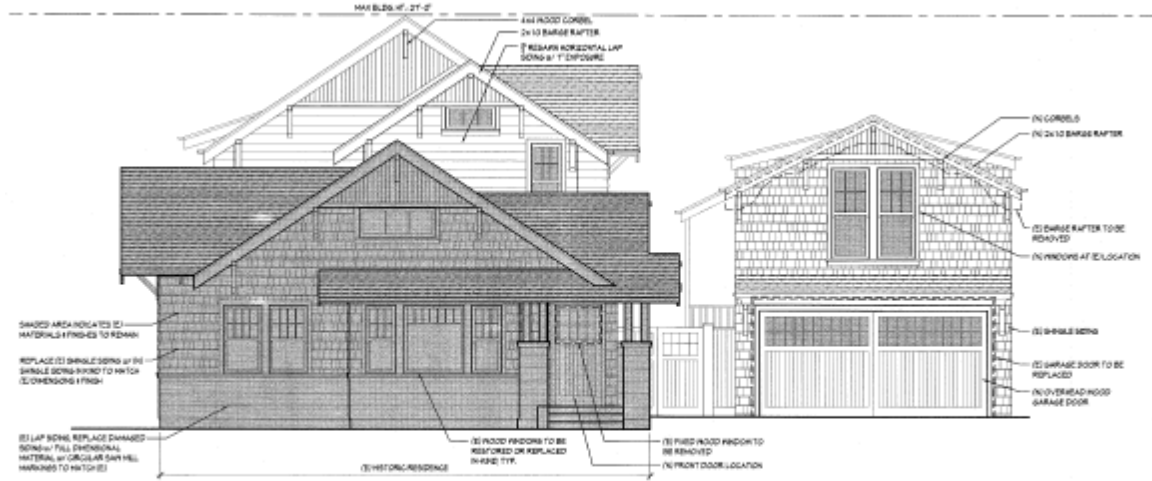 MAX BLDG. HT.: 27'-0"
4x4 WOOD CORBEL
2x10 BARGE RAFTER
RESAWN HORIZONTAL LAP
SIDING W/ 7" EXPOSURE
(N) CORBELS
(N) 2x10 BARGE RAFTER
(E) BARGE RAFTER TO BE
REMOVED
(N) WINDOWS AT (E) LOCATION
SHADED AREA INDICATES (E)
MATERIALS & FINISHES TO REMAIN
REPLACE (E) SHINGLE SIDING W/ (N)
SHINGLE SIDING IN KIND TO MATCH
(E) DIMENSIONS & FINISH
(E) SHINGLE SIDING
(E) GARAGE DOOR TO BE
REPLACED
(N) OVERHEAD WOOD
GARAGE DOOR
(E) LAP SIDING, REPLACE DAMAGED
SIDING W/ FULL DIMENSIONAL
MATERIAL W/ CIRCULAR SAW MILL
MARKINGS TO MATCH (E)
(E) HISTORIC RESIDENCE
(E) WOOD WINDOWS TO BE
RESTORED OR REPLACED
IN-KIND, TYP.
(E) FIXED WOOD WINDOW TO
BE REMOVED
(N) FRONT DOOR LOCATION